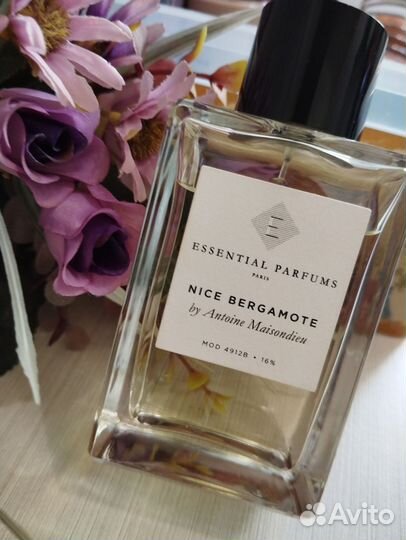 E
ESSENTIAL PARFUMS
PARIS
NICE BERGAMOTE
by Antoine Maisondieu
MOD 4912B • 16%
Avito